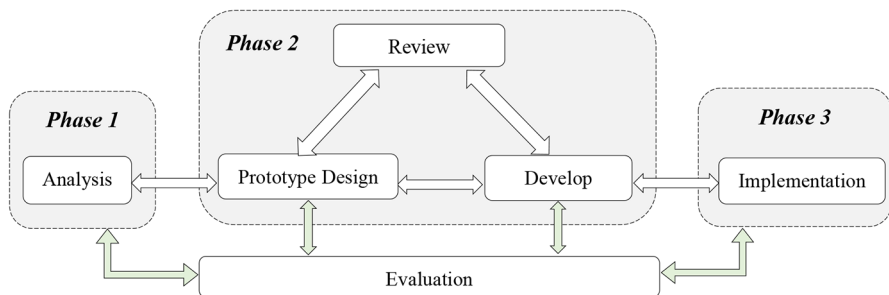 Phase 1
Analysis
Phase 2
Review
Prototype Design
Develop
Phase 3
Implementation
Evaluation